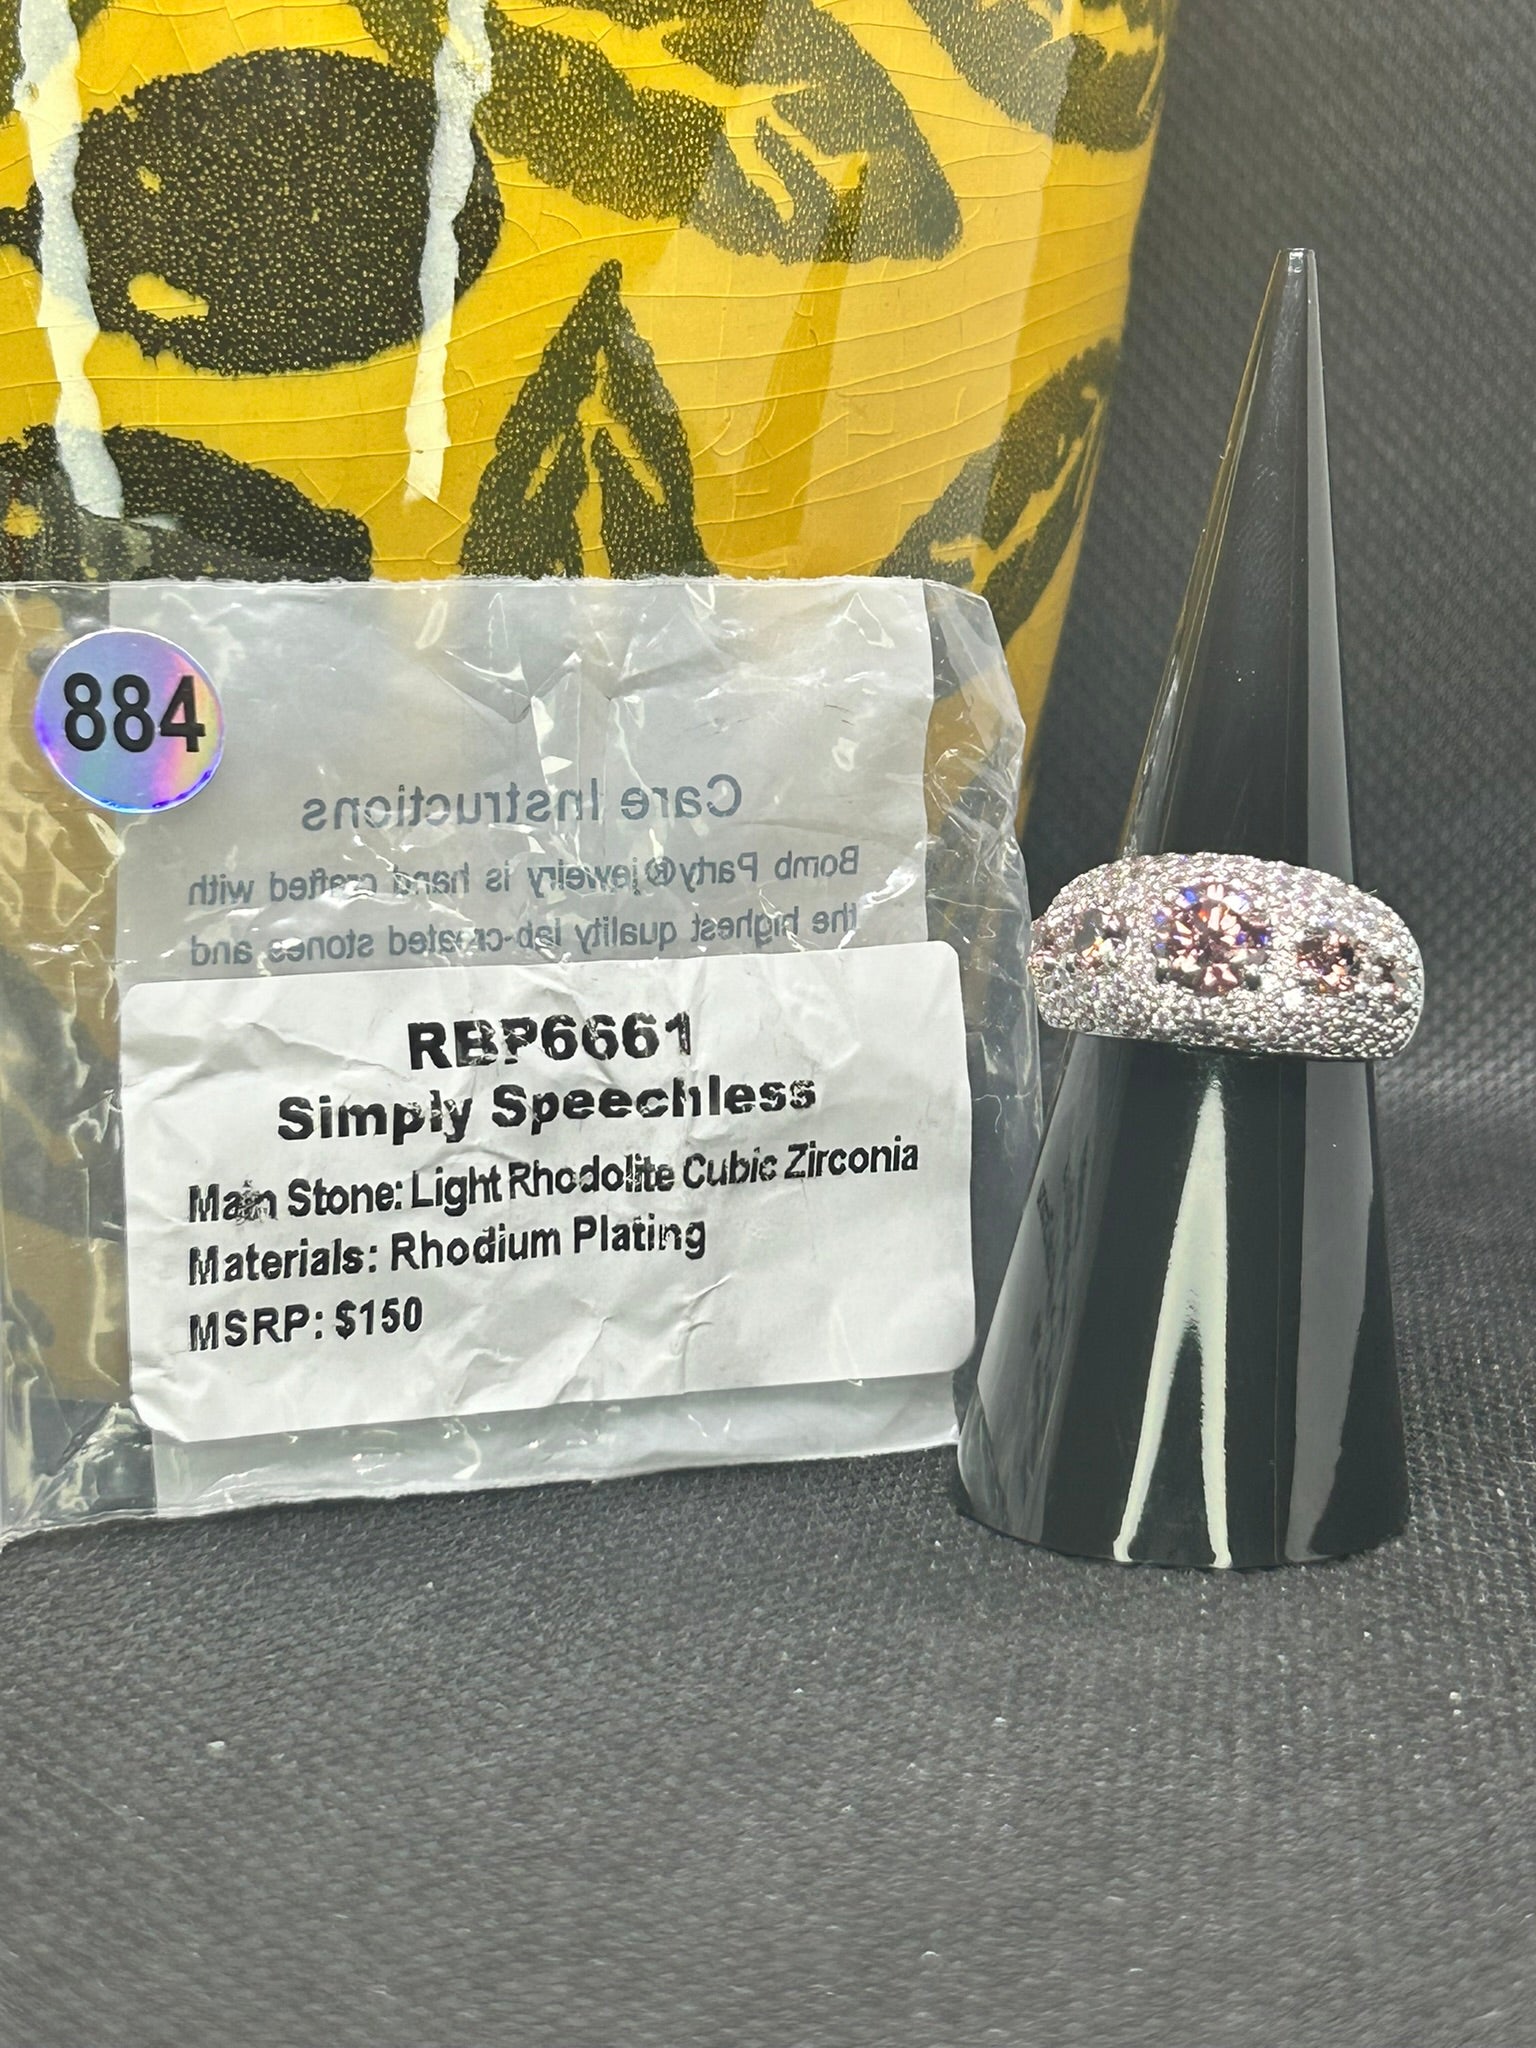 884
Care Instructions
Bomb Party® jewelry is hand crafted with
the highest quality lab-created stones and
RBP6661
Simply Speechless
Main Stone: Light Rhodolite Cubic Zirconia
Materials: Rhodium Plating
MSRP: $150